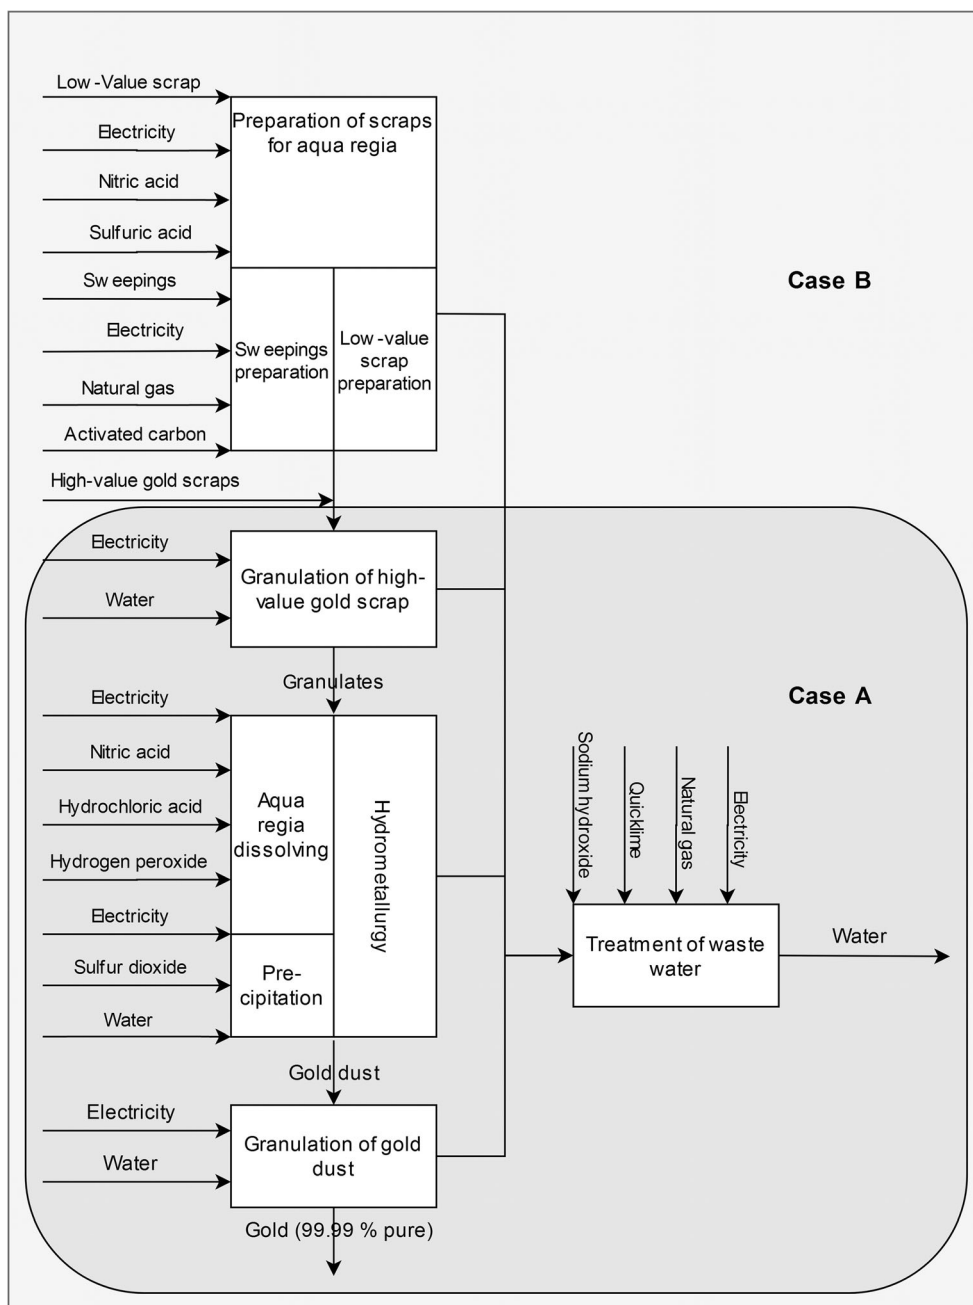 Low-Value scrap
Electricity
Nitric acid
Sulfuric acid
Sweepings
Electricity
Natural gas
Activated carbon
High-value gold scraps
Preparation of scraps
for aqua regia
Sweepings
preparation
Low-value
scrap
preparation
Case B
Electricity
Water
Granulation of high-
value gold scrap
Granulates
Case A
Electricity
Nitric acid
Hydrochloric acid
Hydrogen peroxide
Electricity
Sulfur dioxide
Water
Aqua
regia
dissolving
Pre-
cipitation
Hydrometallurgy
Sodium hydroxide
Quicklime
Natural gas
Electricity
Treatment of waste
water
Water
Gold dust
Electricity
Water
Granulation of gold
dust
Gold (99.99 % pure)